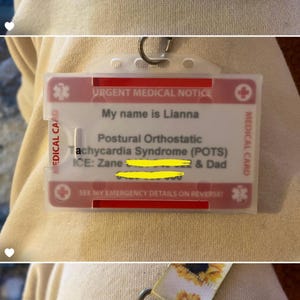 URGENT MEDICAL NOTICE
My name is Lianna
Postural Orthostatic
Tachycardia Syndrome (POTS)
ICE: Zane & Dad
SEE MY EMERGENCY DETAILS ON REVERSE!
MEDICAL CARD
MEDICAL CARD